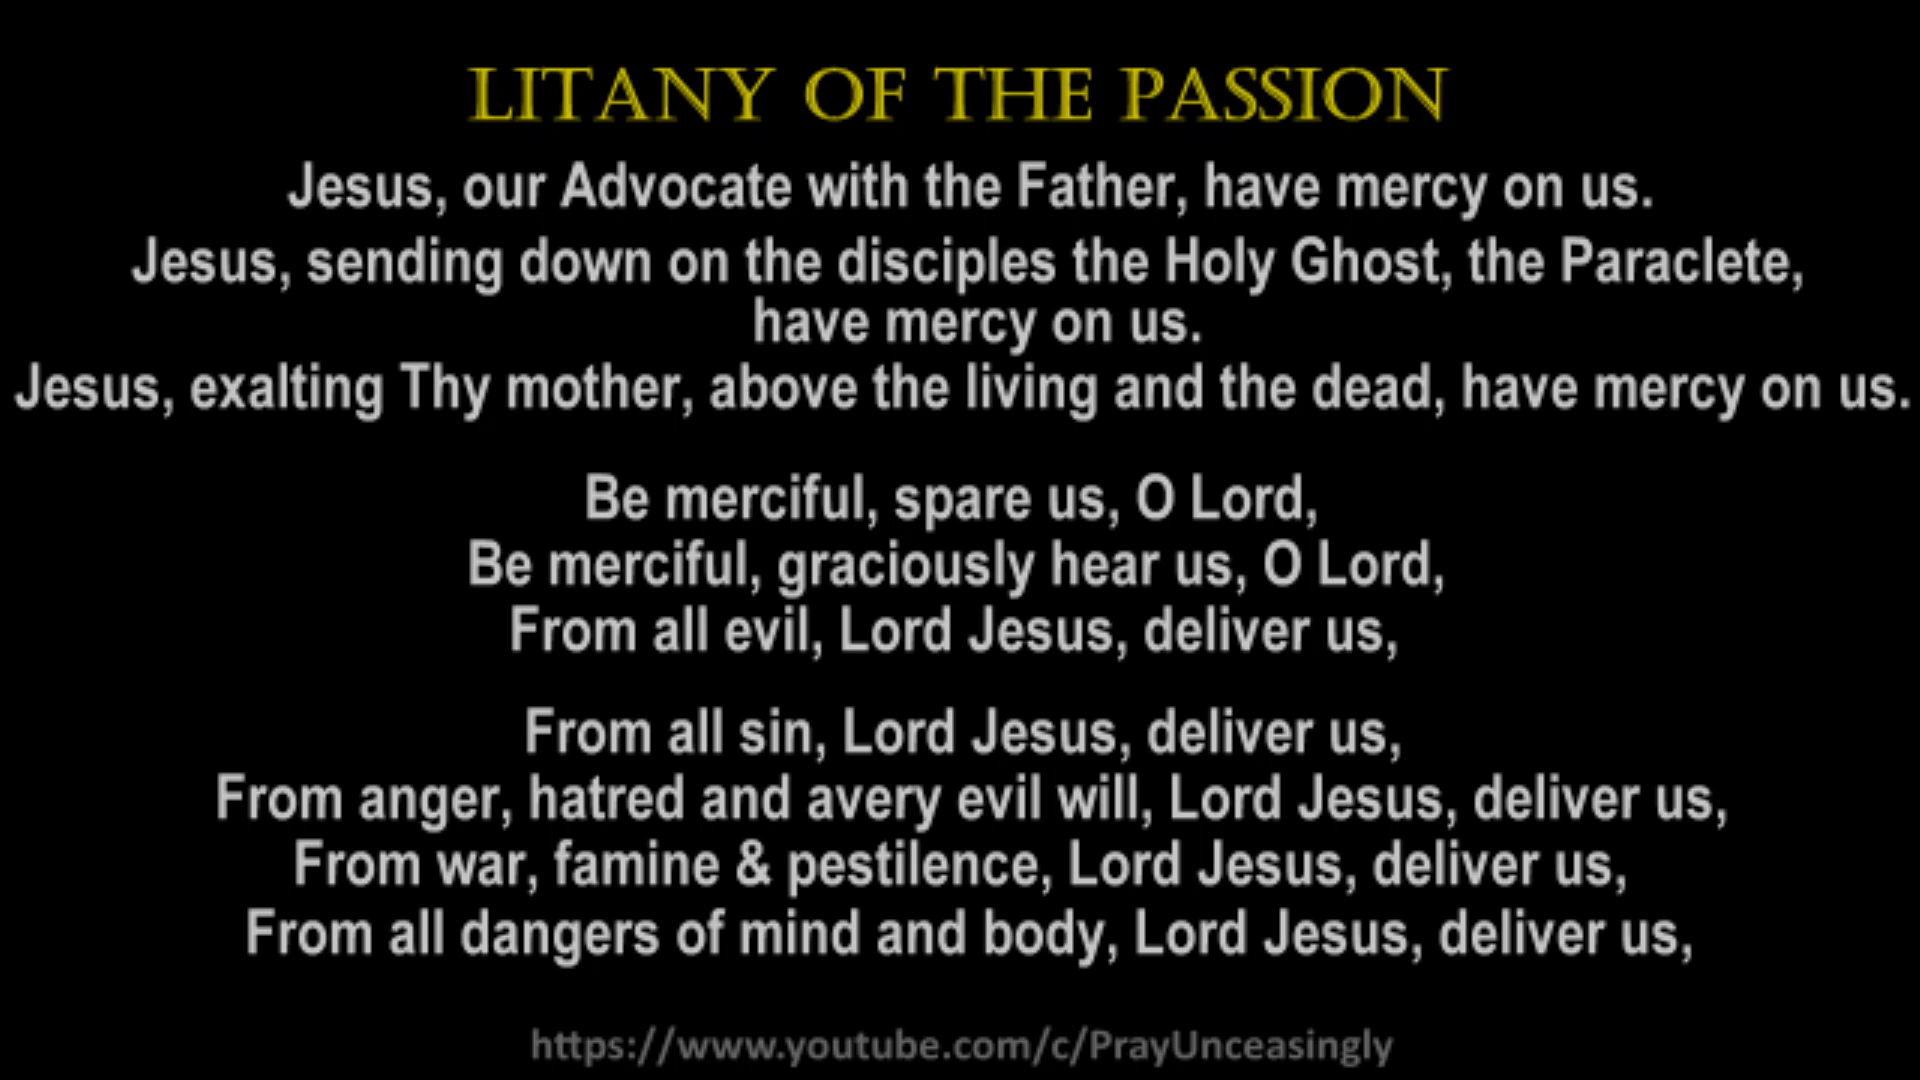 LITANY OF THE PASSION
Jesus, our Advocate with the Father, have mercy on us.
Jesus, sending down on the disciples the Holy Ghost, the Paraclete,
have mercy on us.
Jesus, exalting Thy mother, above the living and the dead, have mercy on us.
Be merciful, spare us, O Lord,
Be merciful, graciously hear us, O Lord,
From all evil, Lord Jesus, deliver us,
From all sin, Lord Jesus, deliver us,
From anger, hatred and avery evil will, Lord Jesus, deliver us,
From war, famine & pestilence, Lord Jesus, deliver us,
From all dangers of mind and body, Lord Jesus, deliver us,
https://www.youtube.com/c/PrayUnceasingly